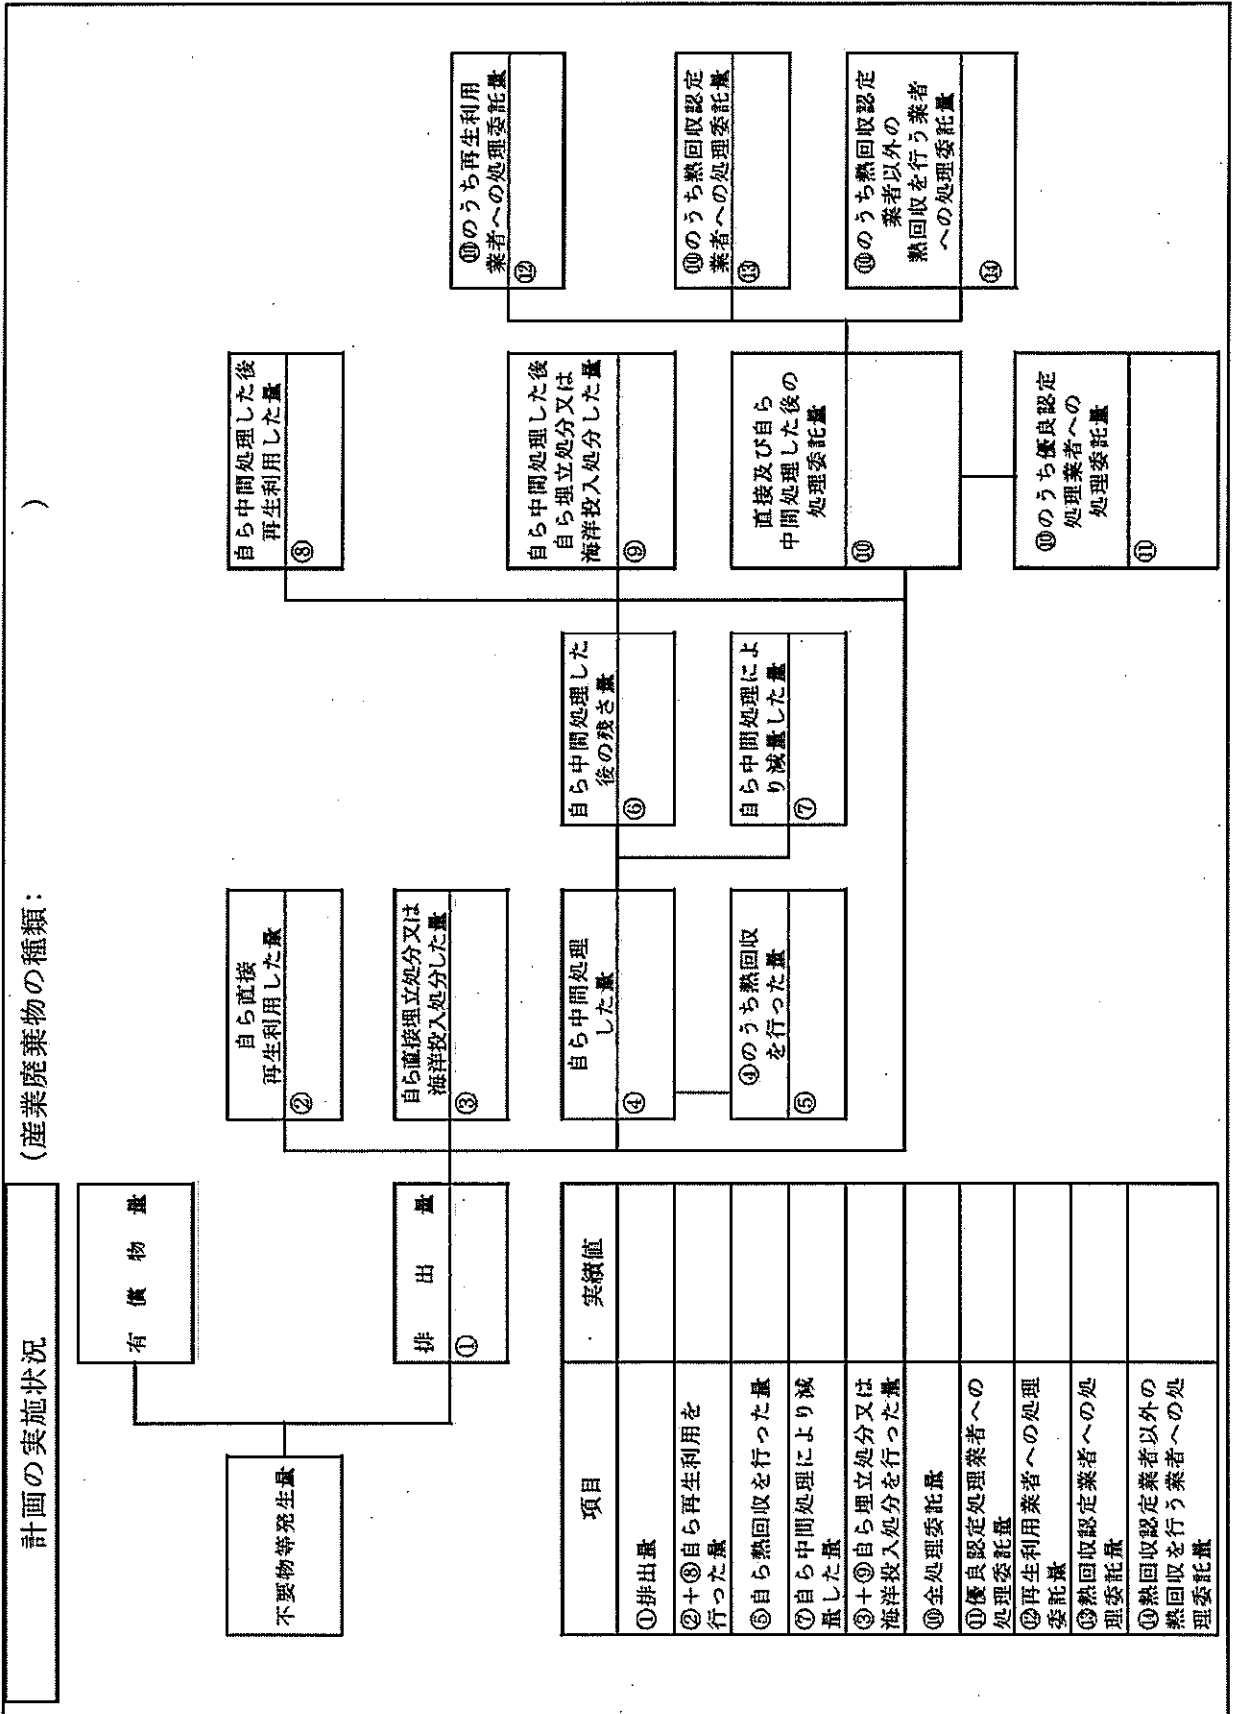 計画の実施状況
(産業廃棄物の種類:
)
不要物等発生量
有償物量
排出量
①
自ら直接
再生利用した量
②
自ら直接埋立処分又は
海洋投入処分した量
③
自ら中間処理
した量
④
④のうち熱回収
を行った量
⑤
自ら中間処理した
後の残さ量
⑥
自ら中間処理によ
り減量した量
⑦
自ら中間処理した後
再生利用した量
⑧
自ら中間処理した後
自ら埋立処分又は
海洋投入処分した量
⑨
直接及び自ら
中間処理した後の
処理委託量
⑩
⑩のうち優良認定
処理業者への
処理委託量
⑪
⑩のうち再生利用
業者への処理委託量
⑫
⑩のうち熱回収認定
業者への処理委託量
⑬
⑩のうち熱回収認定
業者以外の
熱回収を行う業者
への処理委託量
⑭
項目
実績値
①排出量
②+⑧自ら再生利用を
行った量
⑤自ら熱回収を行った量
⑦自ら中間処理により減
量した量
③+⑨自ら埋立処分又は
海洋投入処分を行った量
⑩全処理委託量
⑪優良認定処理業者への
処理委託量
⑫再生利用業者への処理
委託量
⑬熱回収認定業者への処
理委託量
⑭熱回収認定業者以外の
熱回収を行う業者への処
理委託量